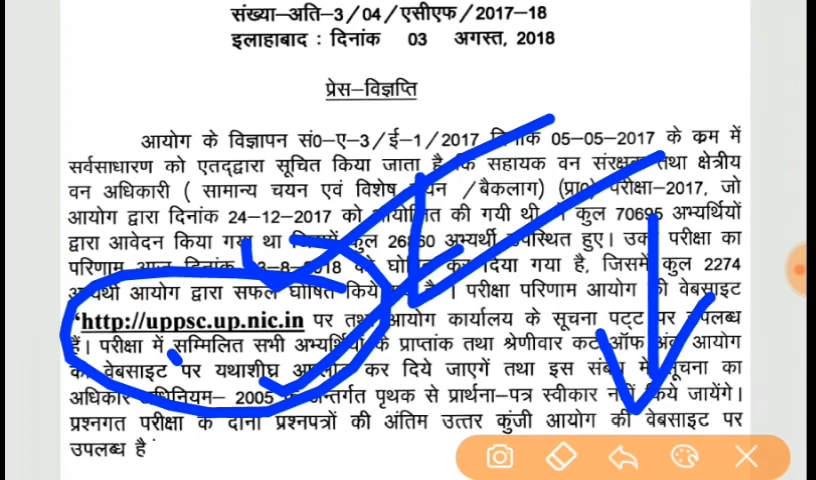 संख्या–अति–3/04/एसीएफ/2017–18
इलाहाबाद : दिनांक 03 अगस्त, 2018
प्रेस–विज्ञप्ति
आयोग के विज्ञापन सं0–ए–3/ई–1/2017 दिनांक 05–05–2017 के क्रम में
सर्वसाधारण को एतद्द्वारा सूचित किया जाता है कि सहायक वन संरक्षक तथा क्षेत्रीय
वन अधिकारी ( सामान्य चयन एवं विशेष चयन /बैकलाग) (प्रा0) परीक्षा–2017, जो
आयोग द्वारा दिनांक 24–12–2017 को आयोजित की गयी थी कुल 70695 अभ्यर्थियों
द्वारा आवेदन किया गया था जिसमें कुल अभ्यर्थी उपस्थित हुए। उक्त परीक्षा का
परिणाम आज दिनांक को घोषित कर दिया गया है, जिसमें कुल 2274
अभ्यर्थी आयोग द्वारा सफल घोषित किये गये है । परीक्षा परिणाम आयोग की वेबसाइट
http://uppsc.up.nic.in पर तथा आयोग कार्यालय के सूचना पट्ट पर उपलब्ध
हैं। परीक्षा में सम्मिलित सभी अभ्यर्थियों के प्राप्तांक तथा श्रेणीवार कट ऑफ अंक आयोग
की वेबसाइट पर यथाशीघ्र अपलोड कर दिये जाएगें तथा इस संबंध में सूचना का
अधिकार अधिनियम– 2005 के अन्तर्गत पृथक से प्रार्थना–पत्र स्वीकार नहीं किये जायेंगे।
प्रश्नगत परीक्षा के दोनों प्रश्नपत्रों की अंतिम उत्तर कुंजी आयोग की वेबसाइट पर
उपलब्ध है